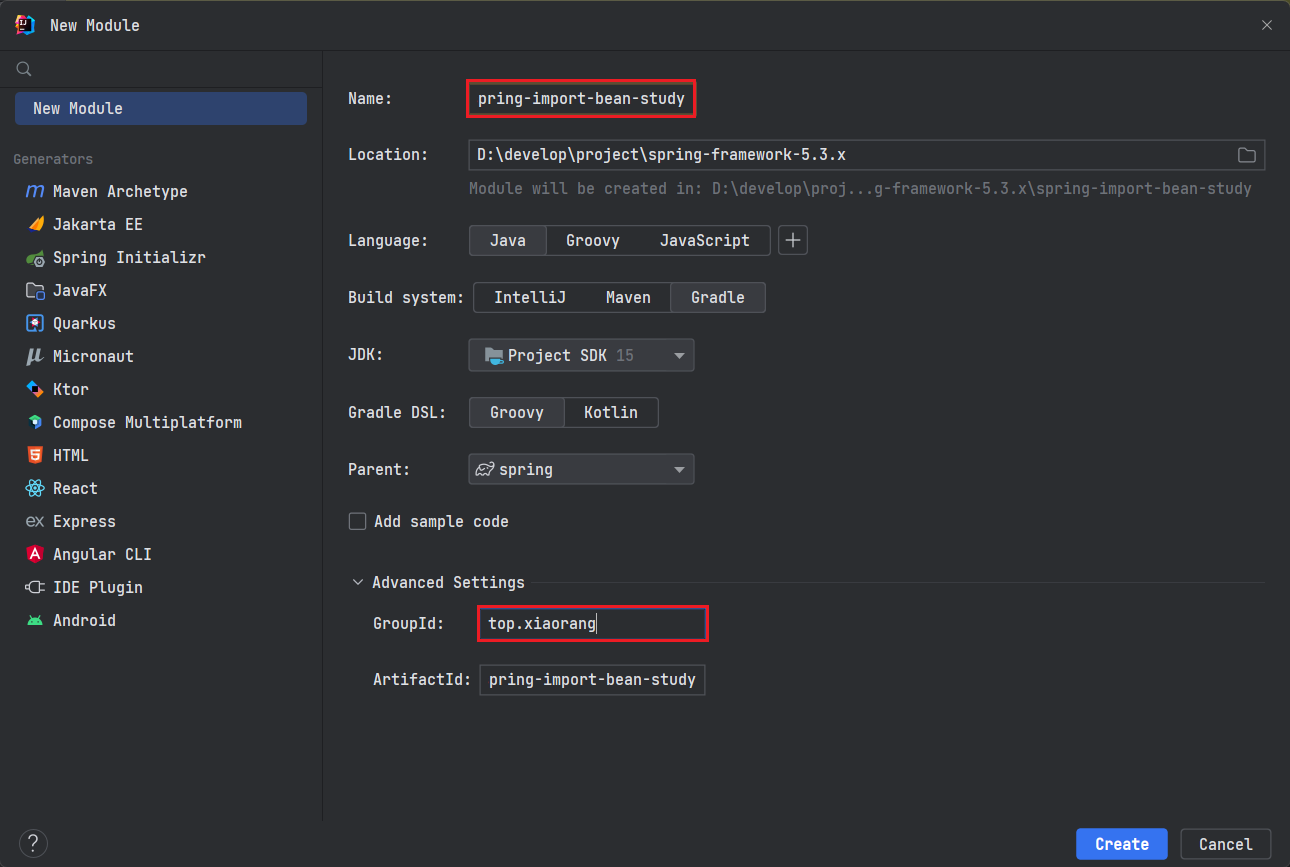 New Module
New Module
Generators
Maven Archetype
Jakarta EE
Spring Initializr
JavaFX
Quarkus
Micronaut
Ktor
Compose Multiplatform
HTML
React
Express
Angular CLI
IDE Plugin
Android
Name: pring-import-bean-study
Location: D:\develop\project\spring-framework-5.3.x
Module will be created in: D:\develop\proj...g-framework-5.3.x\spring-import-bean-study
Language: Java Groovy JavaScript
Build system: IntelliJ Maven Gradle
JDK: Project SDK 15
Gradle DSL: Groovy Kotlin
Parent: spring
Add sample code
Advanced Settings
GroupId: top.xiaorang
ArtifactId: pring-import-bean-study
? Create Cancel